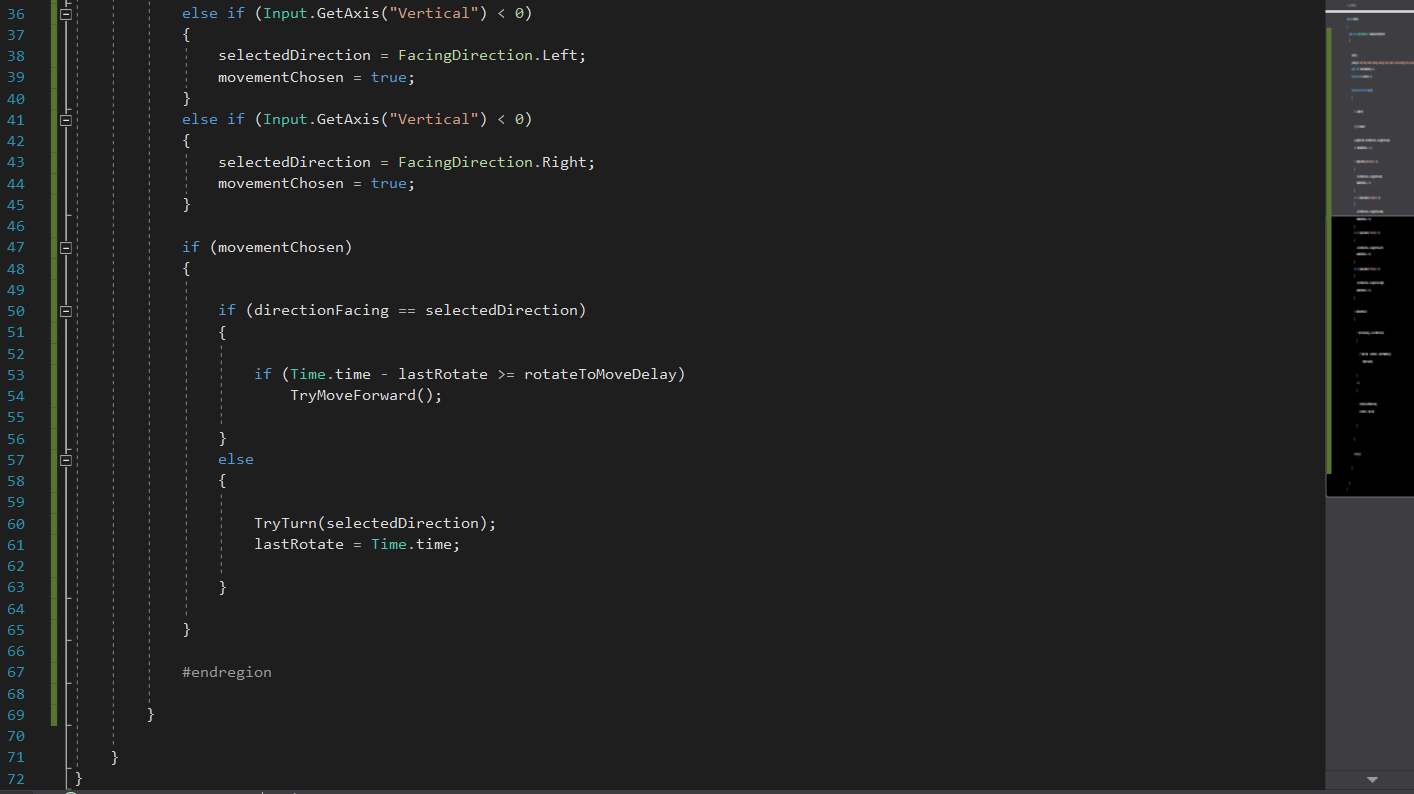 36 else if (Input.GetAxis("Vertical") < 0)
37 {
38 selectedDirection = FacingDirection.Left;
39 movementChosen = true;
40 }
41 else if (Input.GetAxis("Vertical") < 0)
42 {
43 selectedDirection = FacingDirection.Right;
44 movementChosen = true;
45 }
46
47 if (movementChosen)
48 {
49
50 if (directionFacing == selectedDirection)
51 {
52
53 if (Time.time - lastRotate >= rotateToMoveDelay)
54 TryMoveForward();
55
56 }
57 else
58 {
59
60 TryTurn(selectedDirection);
61 lastRotate = Time.time;
62
63 }
64
65 }
66
67 #endregion
68
69 }
70
71 }
72 }